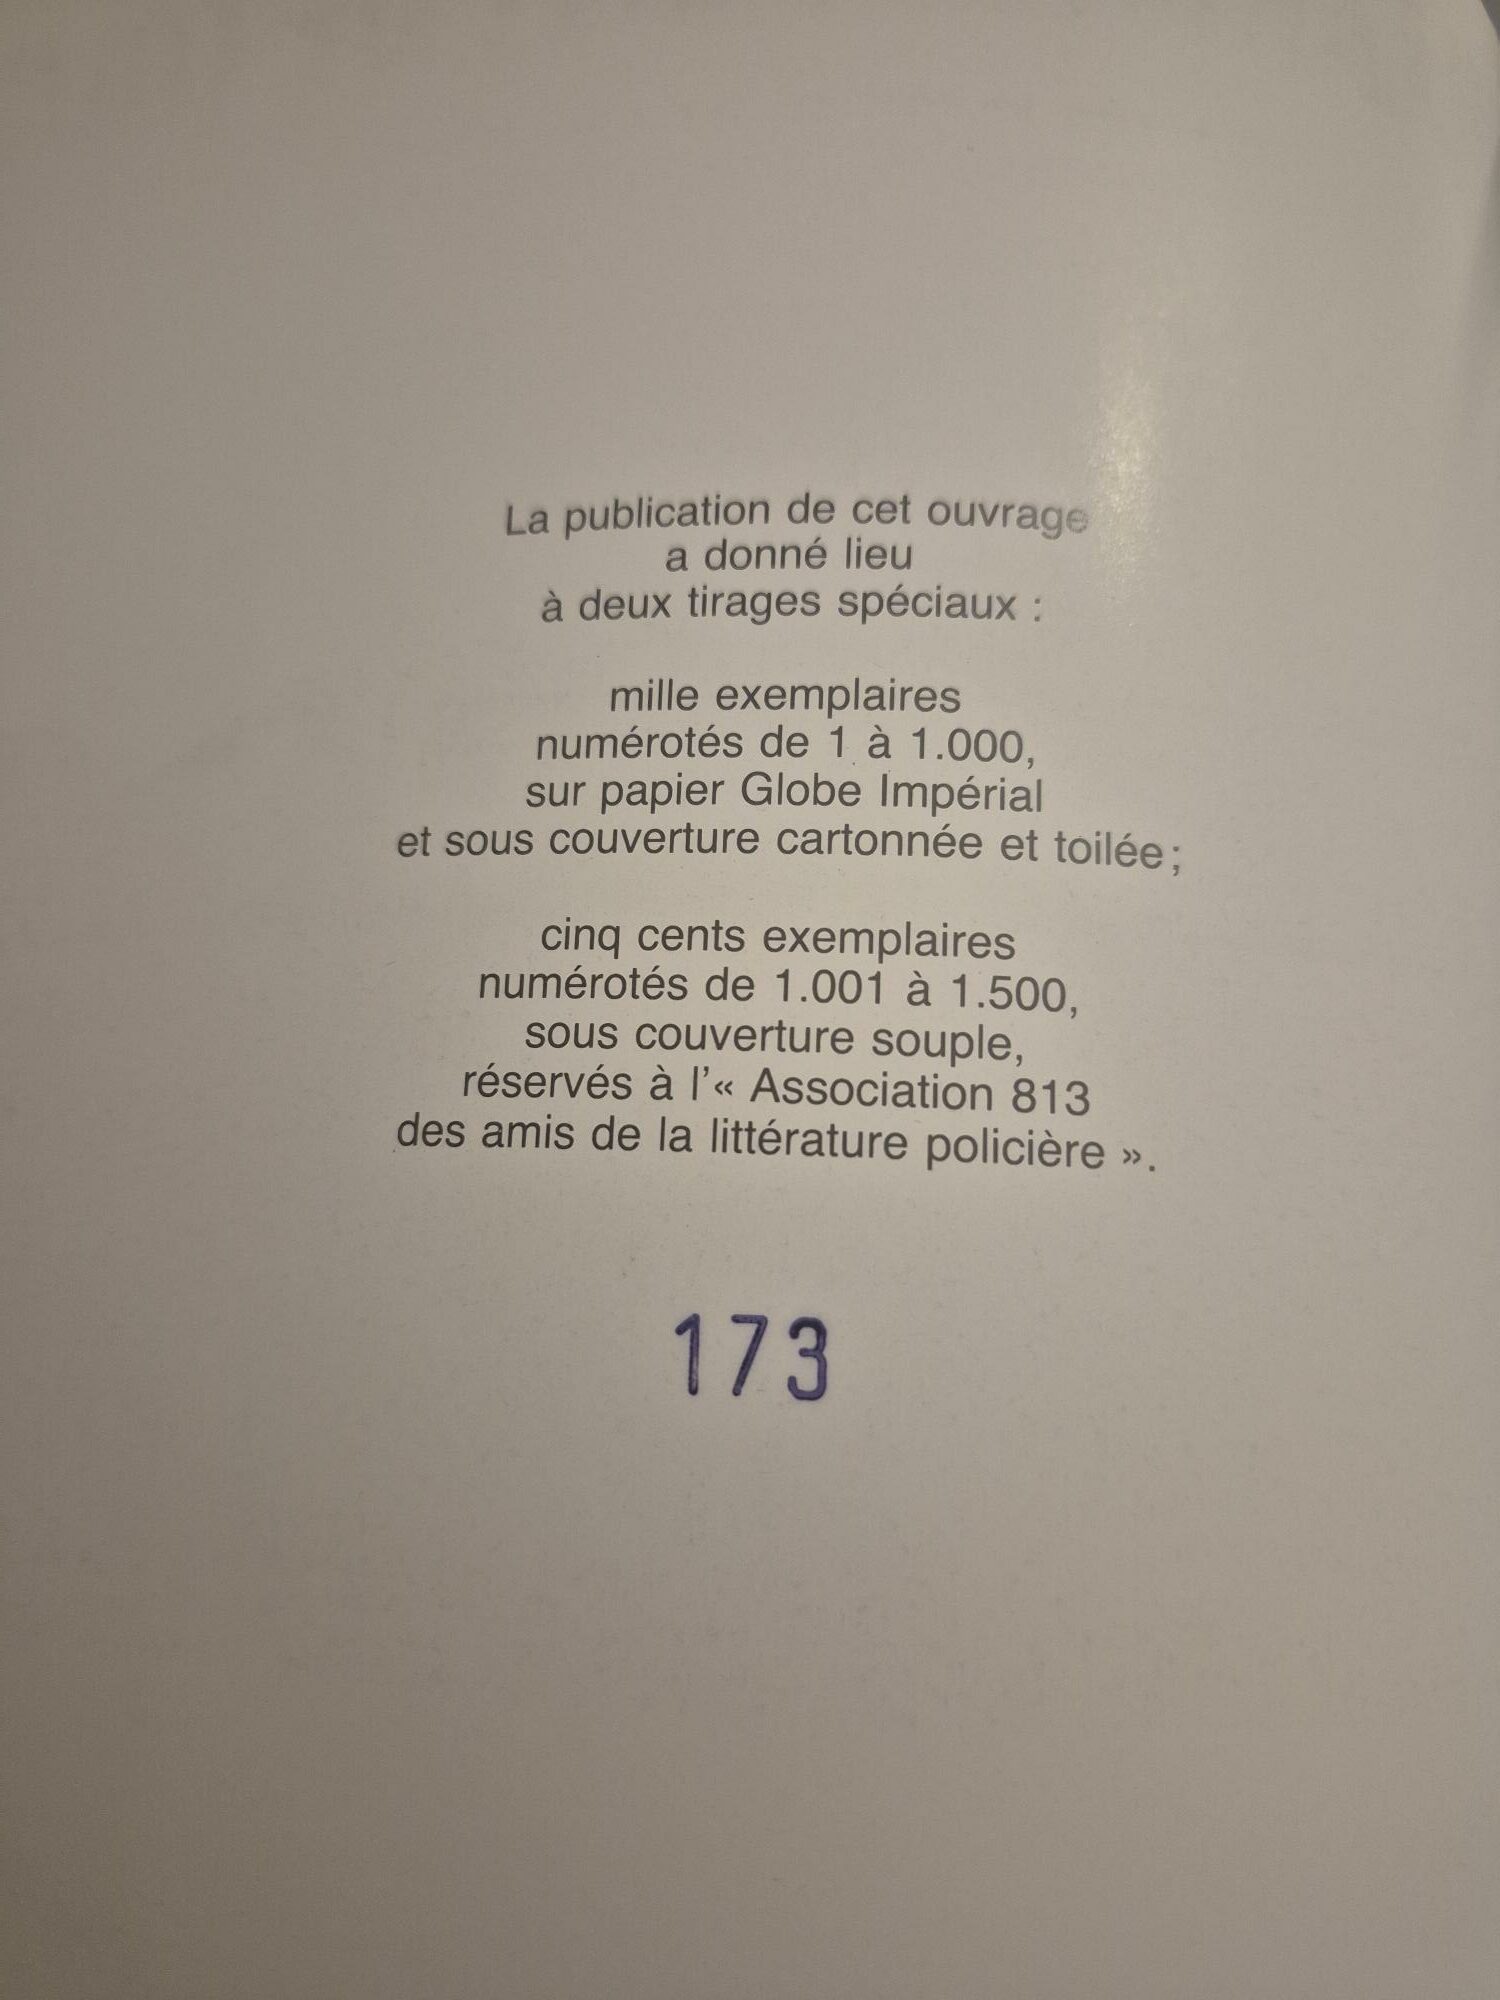 La publication de cet ouvrage
a donné lieu
à deux tirages spéciaux :
mille exemplaires
numérotés de 1 à 1.000,
sur papier Globe Impérial
et sous couverture cartonnée et toilée;
cinq cents exemplaires
numérotés de 1.001 à 1.500,
sous couverture souple,
réservés à l'« Association 813
des amis de la littérature policière ».
173